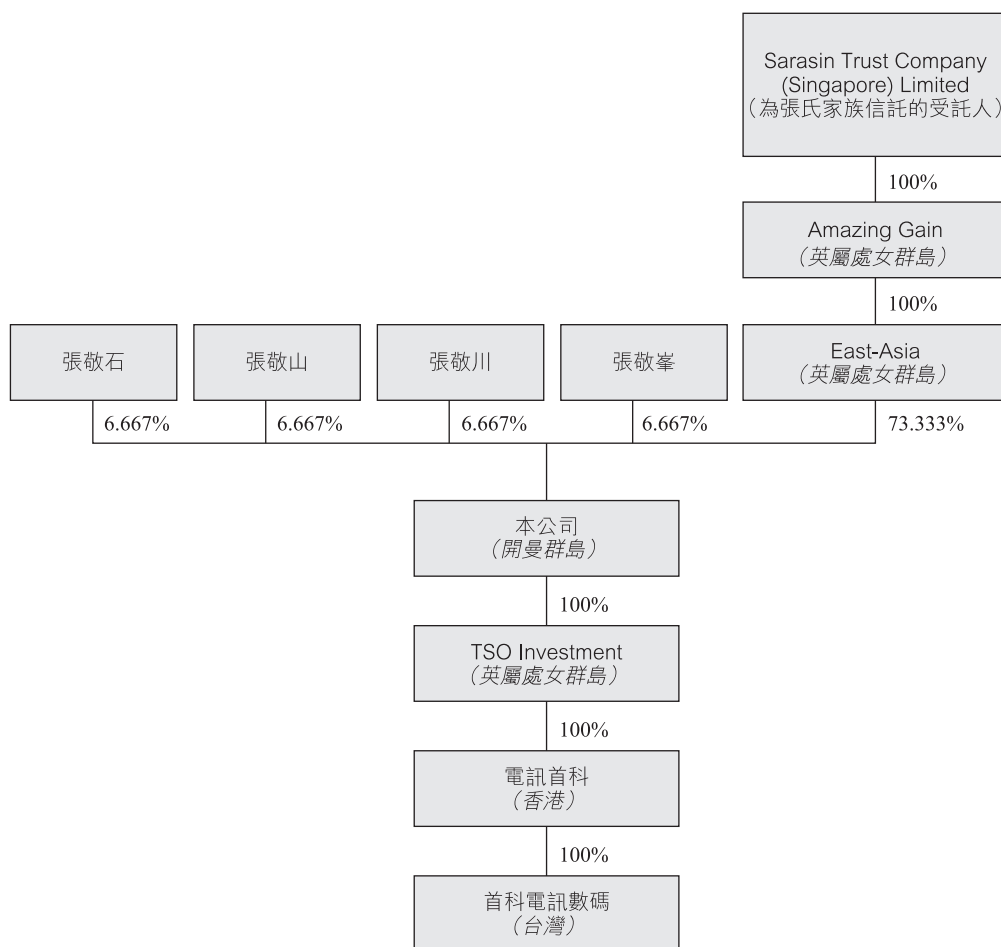 Sarasin Trust Company
(Singapore) Limited
（為張氏家族信託的受託人）
100%
Amazing Gain
（英屬處女群島）
100%
張敬石
張敬山
張敬川
張敬峯
East-Asia
（英屬處女群島）
6.667%
6.667%
6.667%
6.667%
73.333%
本公司
（開曼群島）
100%
TSO Investment
（英屬處女群島）
100%
電訊首科
（香港）
100%
首科電訊數碼
（台灣）